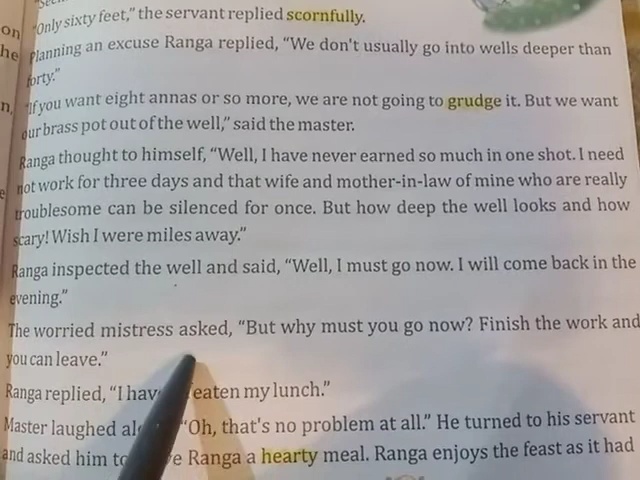 on "Only sixty feet," the servant replied scornfully.
he Planning an excuse Ranga replied, "We don't usually go into wells deeper than
forty."
n, "If you want eight annas or so more, we are not going to grudge it. But we want
our brass pot out of the well," said the master.
Ranga thought to himself, "Well, I have never earned so much in one shot. I need
e not work for three days and that wife and mother-in-law of mine who are really
troublesome can be silenced for once. But how deep the well looks and how
scary! Wish I were miles away."
Ranga inspected the well and said, "Well, I must go now. I will come back in the
evening."
The worried mistress asked, "But why must you go now? Finish the work and
you can leave."
Ranga replied, "I hav eaten my lunch."
Master laughed al "Oh, that's no problem at all." He turned to his servant
and asked him to e Ranga a hearty meal. Ranga enjoys the feast as it had